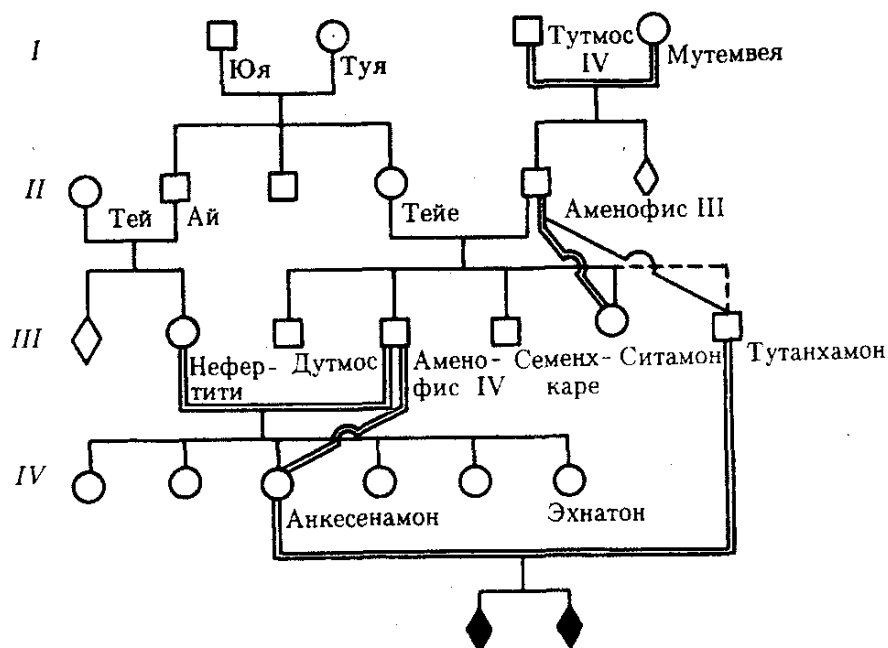 I
Юя
Туя
Тутмос
IV
Мутемвея
II
Тей
Ай
Тейе
Аменофис III
III
Нефер-
тити
Дутмос
Амено-
фис IV
Семенх-
каре
Ситамон
Тутанхамон
IV
Анкесенамон
Эхнатон